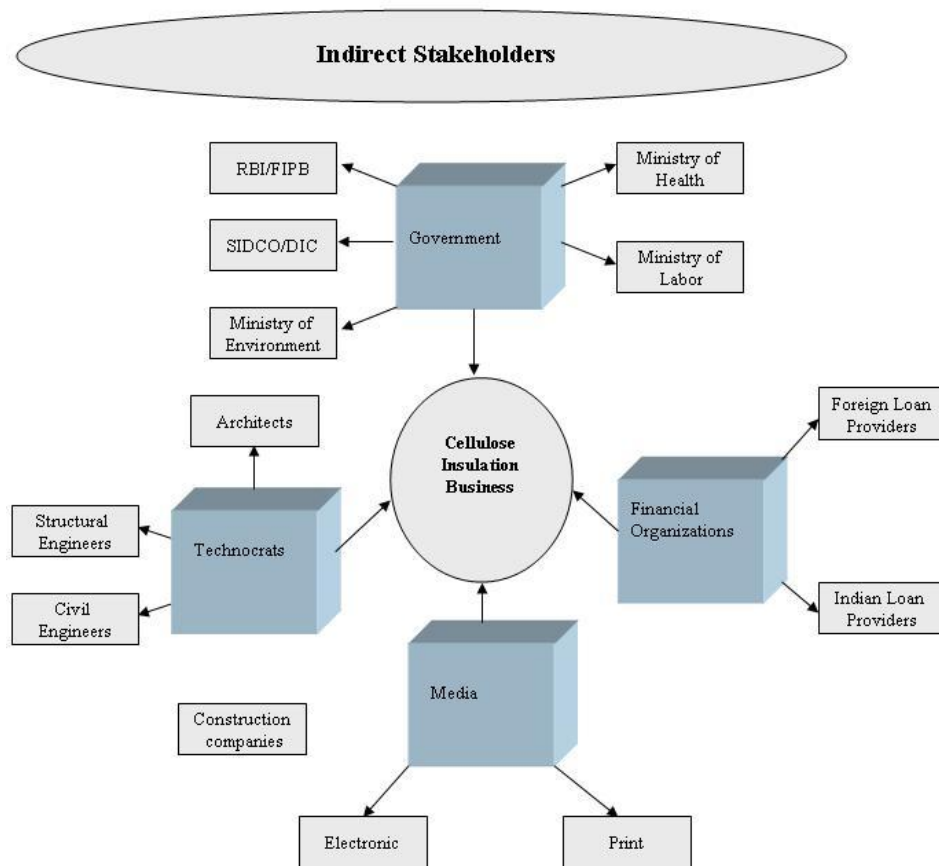 Indirect Stakeholders
RBI/FIPB
Ministry of
Health
SIDCO/DIC
Government
Ministry of
Labor
Ministry of
Environment
Architects
Cellulose
Insulation
Business
Foreign Loan
Providers
Structural
Engineers
Technocrats
Financial
Organizations
Civil
Engineers
Indian Loan
Providers
Media
Construction
companies
Electronic
Print